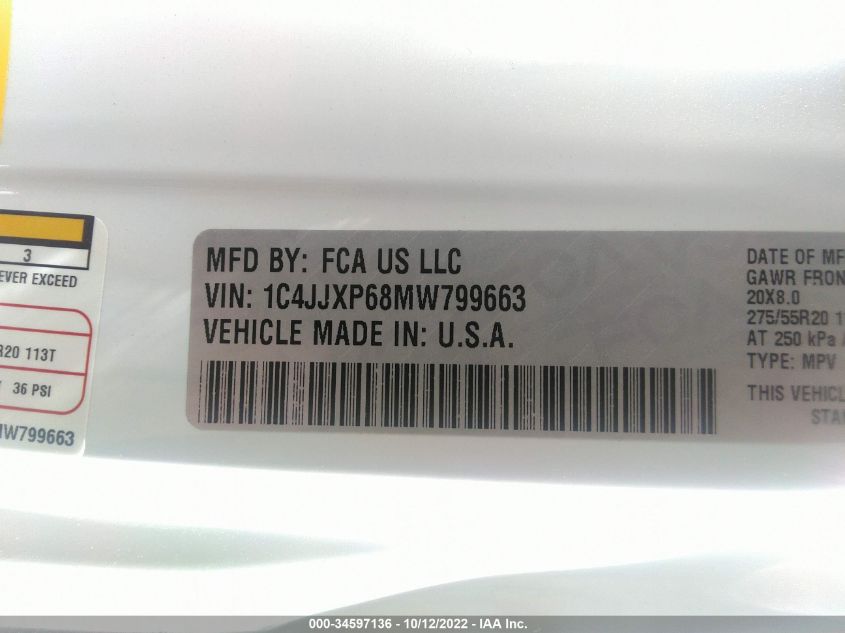 3
EVER EXCEED
R20 113T
36 PSI
MW799663
MFD BY: FCA US LLC
VIN: 1C4JJXP68MW799663
VEHICLE MADE IN: U.S.A.
DATE OF MF
GAWR FRON
20X8.0
275/55R20 1
AT 250 kPa
TYPE: MPV
THIS VEHICL
STA
000-34597136 - 10/12/2022 - IAA Inc.